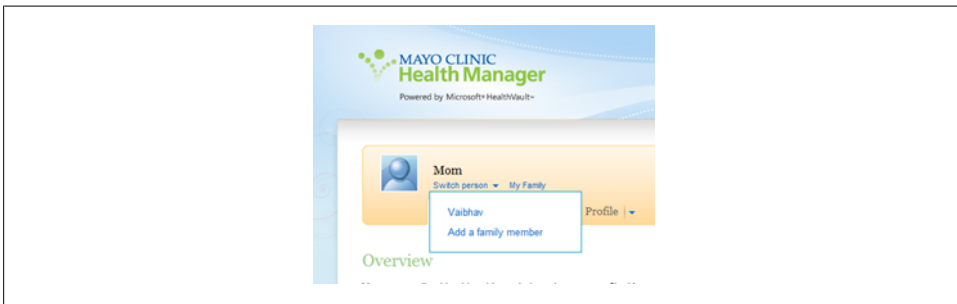 MAYO CLINIC
Health Manager
Powered by Microsoft® HealthVault™
Mom
Switch person My Family
Vaibhav
Add a family member
Profile |
Overview